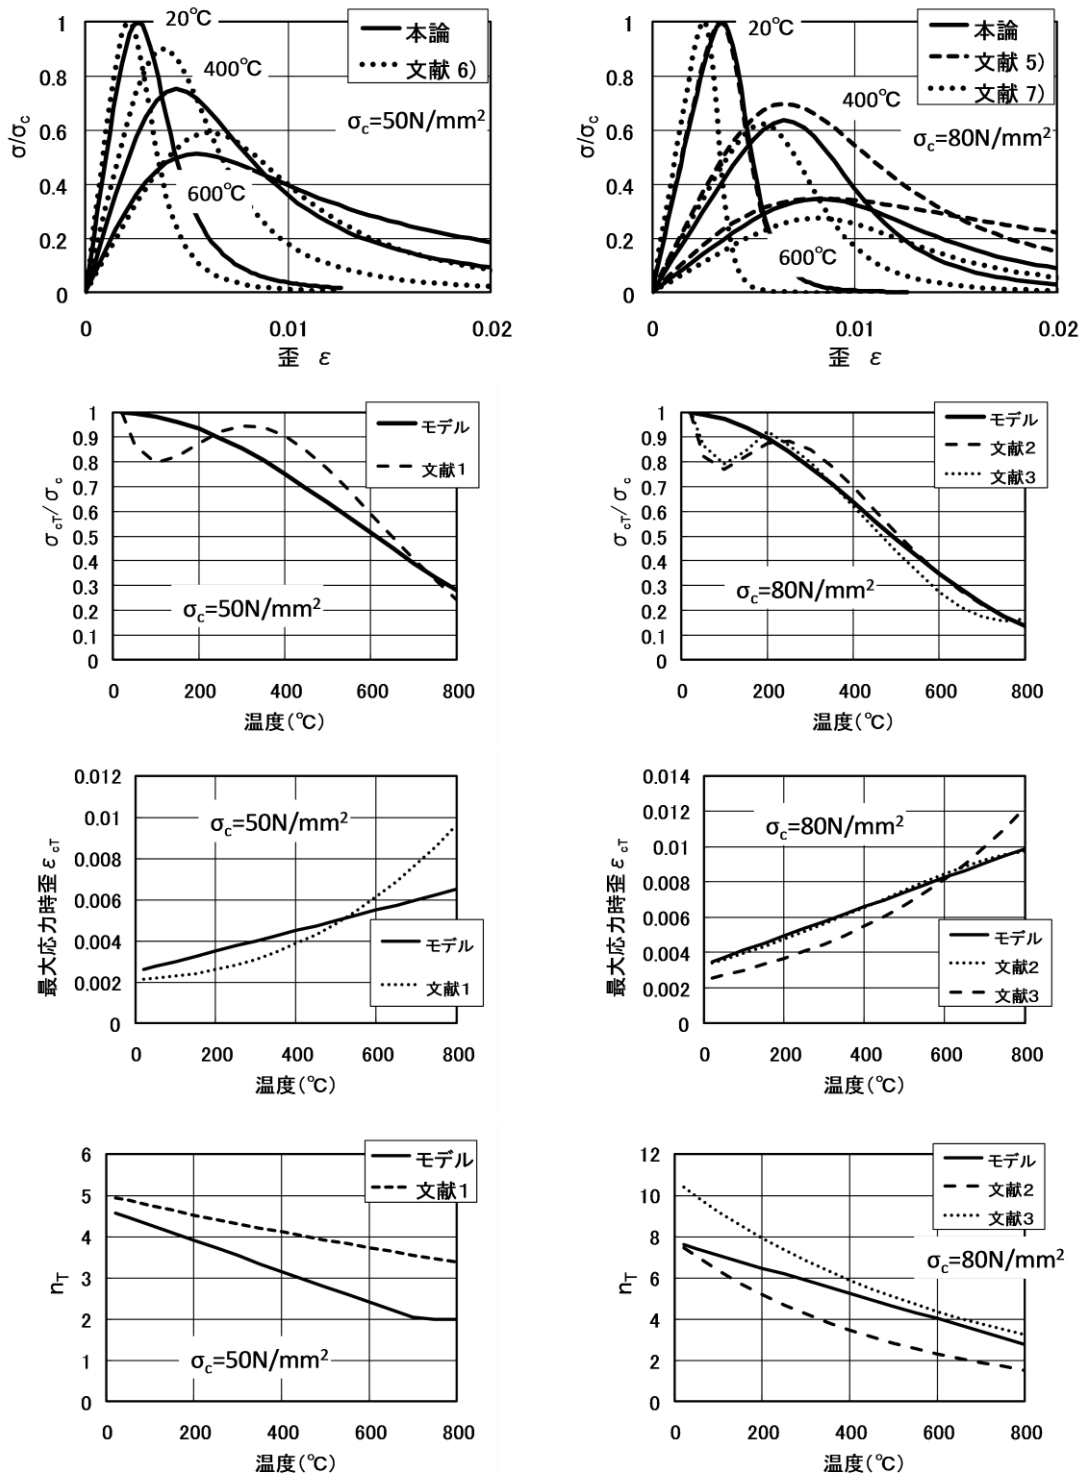 σ/σc
1
0.8
0.6
0.4
0.2
0
20℃
400℃
600℃
本論
文献 6)
σc=50N/mm2
0 0.01 0.02
歪 ε
σ/σc
1
0.8
0.6
0.4
0.2
0
20℃
400℃
600℃
本論
文献 5)
文献 7)
σc=80N/mm2
0 0.01 0.02
歪 ε
σcT/σc
1
0.9
0.8
0.7
0.6
0.5
0.4
0.3
0.2
0.1
0
モデル
文献1
σc=50N/mm2
0 200 400 600 800
温度(℃)
σcT/σc
1
0.9
0.8
0.7
0.6
0.5
0.4
0.3
0.2
0.1
0
モデル
文献2
文献3
σc=80N/mm2
0 200 400 600 800
温度(℃)
最大応力時歪 εcT
0.012
0.01
0.008
0.006
0.004
0.002
0
σc=50N/mm2
モデル
文献1
0 200 400 600 800
温度(℃)
最大応力時歪 εcT
0.014
0.012
0.01
0.008
0.006
0.004
0.002
0
σc=80N/mm2
モデル
文献2
文献3
0 200 400 600 800
温度(℃)
nT
6
5
4
3
2
1
0
モデル
文献1
σc=50N/mm2
0 200 400 600 800
温度(℃)
nT
12
10
8
6
4
2
0
モデル
文献2
文献3
σc=80N/mm2
0 200 400 600 800
温度(℃)